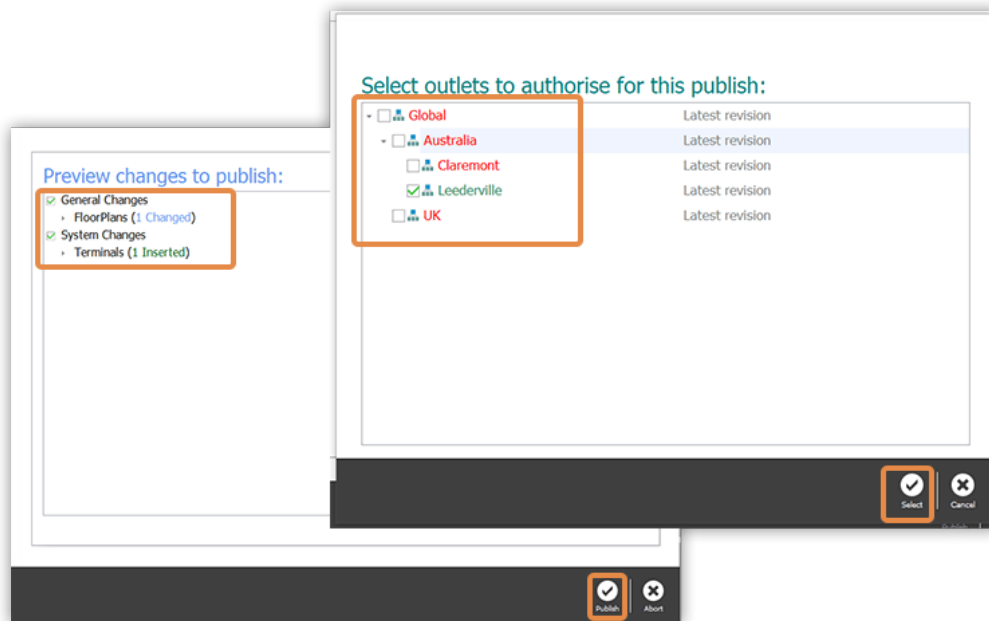 Select outlets to authorise for this publish:
Global Latest revision
Australia Latest revision
Claremont Latest revision
Leederville Latest revision
UK Latest revision
Select Cancel
Preview changes to publish:
General Changes
FloorPlans (1 Changed)
System Changes
Terminals (1 Inserted)
Publish Abort